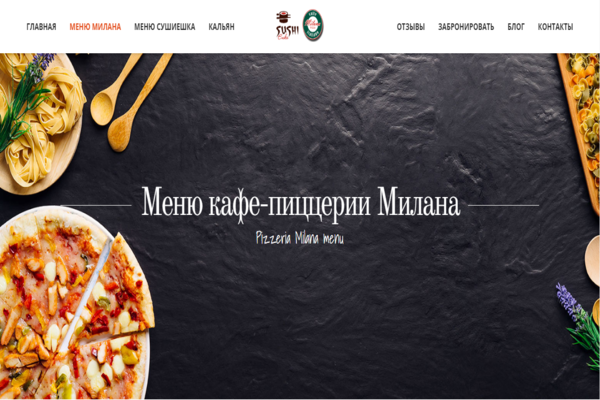 ГЛАВНАЯ МЕНЮ МИЛАНА МЕНЮ СУШИЕШКА КАЛЬЯН SUSHI ОТЗЫВЫ ЗАБРОНИРОВАТЬ БЛОГ КОНТАКТЫ
Меню кафе-пиццерии Милана
Pizzeria Milana menu